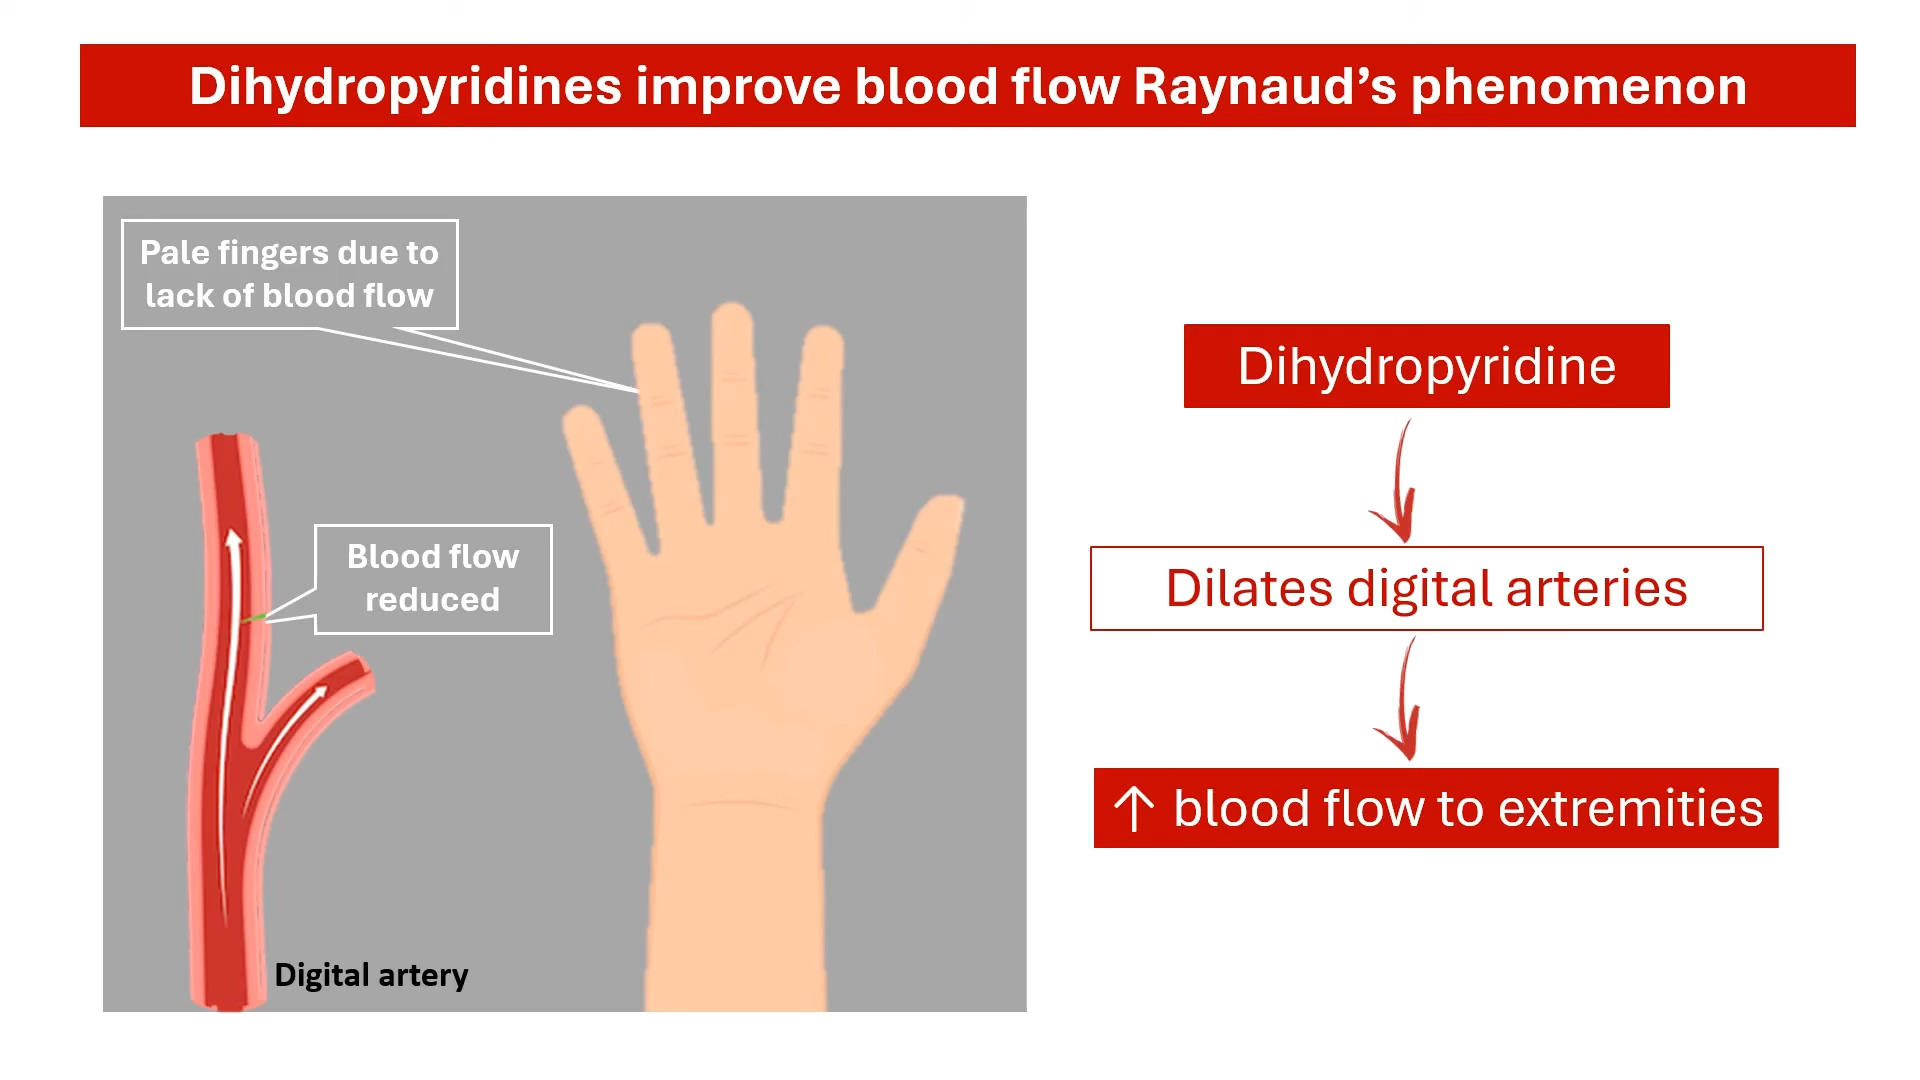 Dihydropyridines improve blood flow Raynaud’s phenomenon
Pale fingers due to
lack of blood flow
Blood flow
reduced
Digital artery
Dihydropyridine
Dilates digital arteries
↑ blood flow to extremities